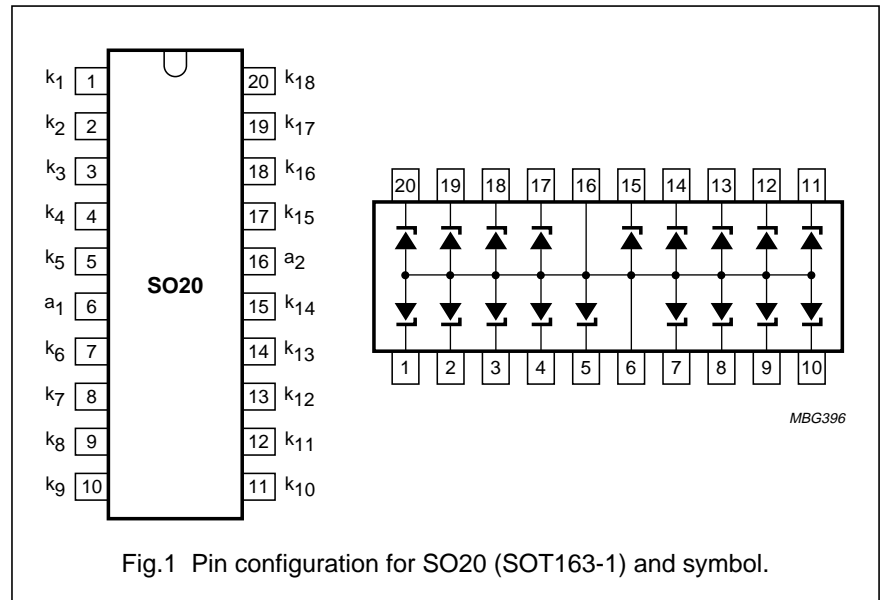 k1 1 20 k18
k2 2 19 k17
k3 3 18 k16
k4 4 17 k15
k5 5 16 a2
a1 6 SO20 15 k14
k6 7 14 k13
k7 8 13 k12
k8 9 12 k11
k9 10 11 k10
20 19 18 17 16 15 14 13 12 11
1 2 3 4 5 6 7 8 9 10
MBG396
Fig.1 Pin configuration for SO20 (SOT163-1) and symbol.